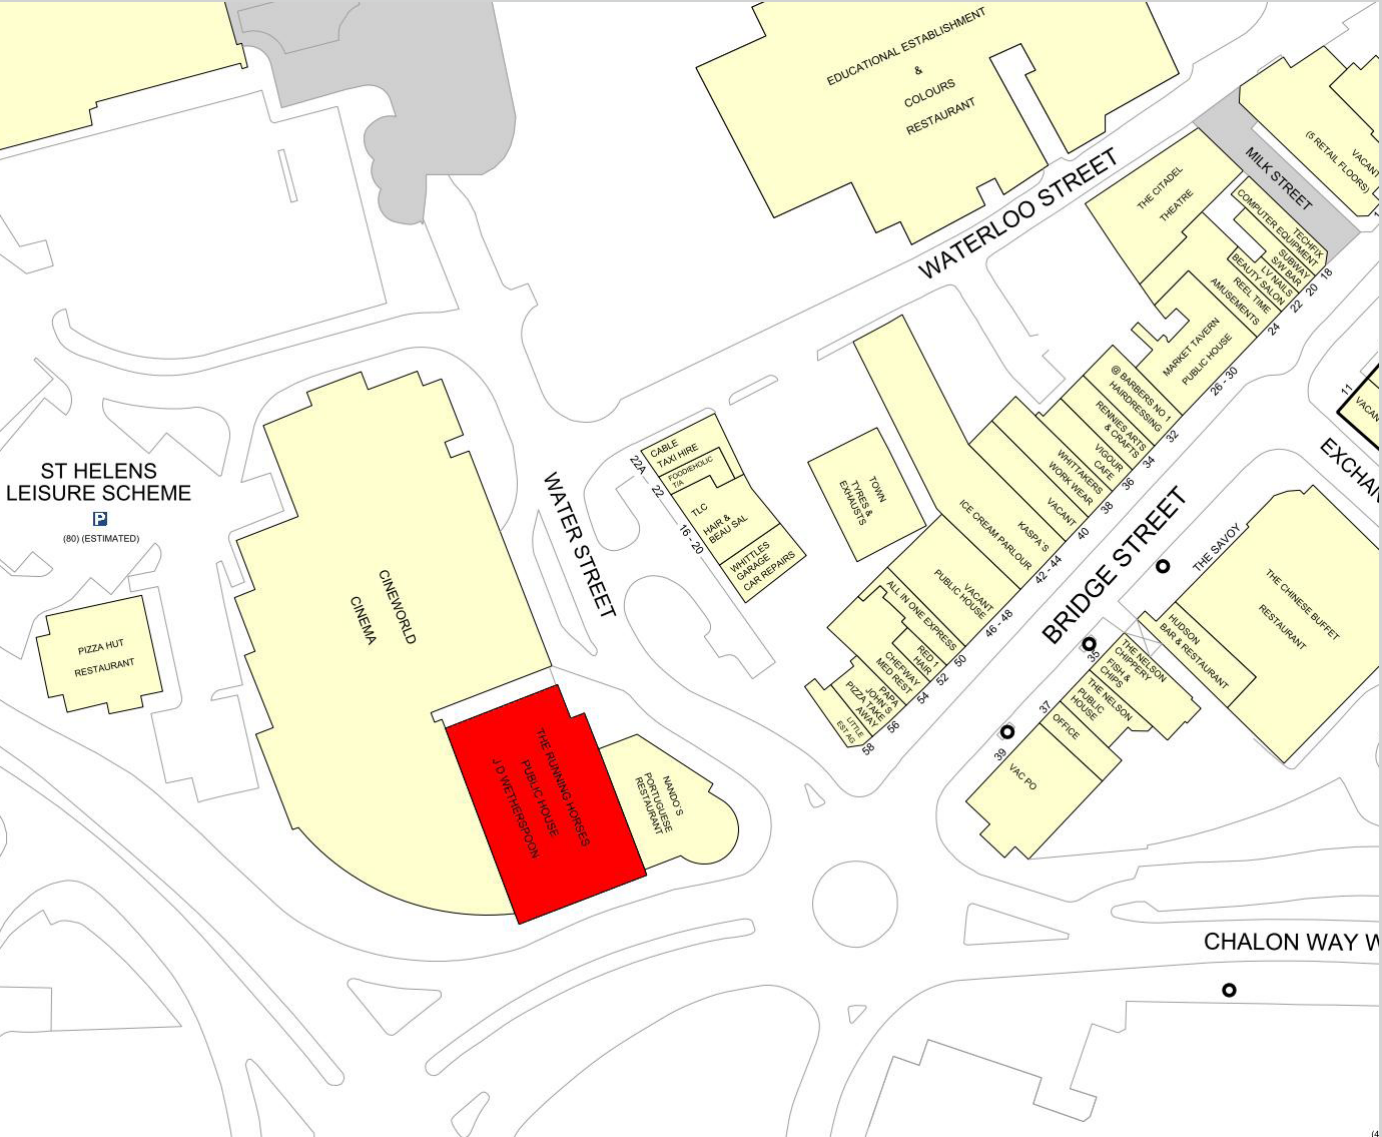 EDUCATIONAL ESTABLISHMENT
&
COLOURS
RESTAURANT
WATERLOO STREET
MILK STREET
(5 RETAIL FLOORS)
VACANT
THE CITADEL
THEATRE
TECHFIX
COMPUTER EQUIPMENT
18
SUBWAY
S/W BAR
20
LV NAILS
BEAUTY SALON
22
REEL TIME
AMUSEMENTS
24
MARKET TAVERN
PUBLIC HOUSE
26 - 30
@ BARBERS NO 1
HAIRDRESSING
32
RENNIES ARTS
& CRAFTS
34
VIGOUR
CAFE
36
WHITTAKERS
WORK WEAR
38
VACANT
40
KASPA'S
ICE CREAM PARLOUR
42 - 44
VACANT
PUBLIC HOUSE
46 - 48
ALL IN ONE EXPRESS
50
RED 1
HAIR
52
CHEFWAY
MED REST
54
PAPA
JOHN'S
PIZZA TAKE
AWAY
56
LITTLE
EST AG
58
11
VACAN
EXCHAN
BRIDGE STREET
THE SAVOY
THE CHINESE BUFFET
RESTAURANT
HUDSON
BAR & RESTAURANT
35
THE NELSON
CHIPPERY
FISH &
CHIPS
THE NELSON
PUBLIC
HOUSE
37
OFFICE
39
VAC PO
CHALON WAY W
ST HELENS
LEISURE SCHEME
P
(80) (ESTIMATED)
PIZZA HUT
RESTAURANT
CINEWORLD
CINEMA
WATER STREET
22A
CABLE
TAXI HIRE
22
FOODIEHOLIC
T/A
16 - 20
TLC
HAIR &
BEAU SAL
WHITTLES
GARAGE
CAR REPAIRS
TOWN
TYRES &
EXHAUSTS
THE RUNNING HORSES
PUBLIC HOUSE
J D WETHERSPOON
NANDO'S
PORTUGUESE
RESTAURANT
(4